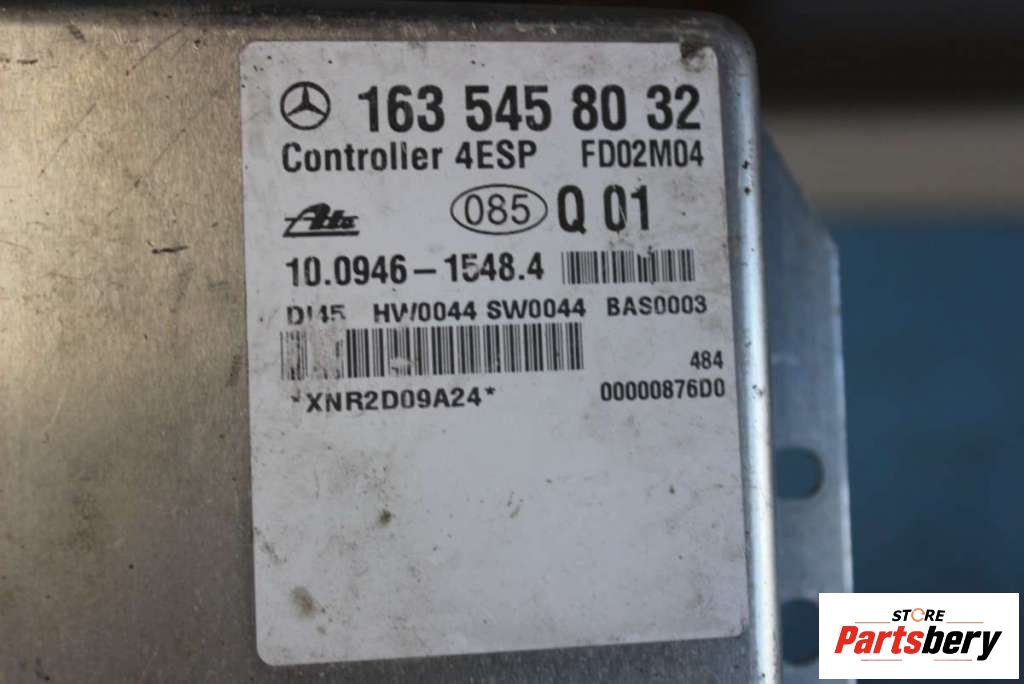 163 545 80 32
Controller 4ESP FD02M04
Ate 085 Q 01
10.0946-1548.4
HW0044 SW0044 BAS0003
484
*XNR2D09A24* 00000876D0
STORE
Partsbery